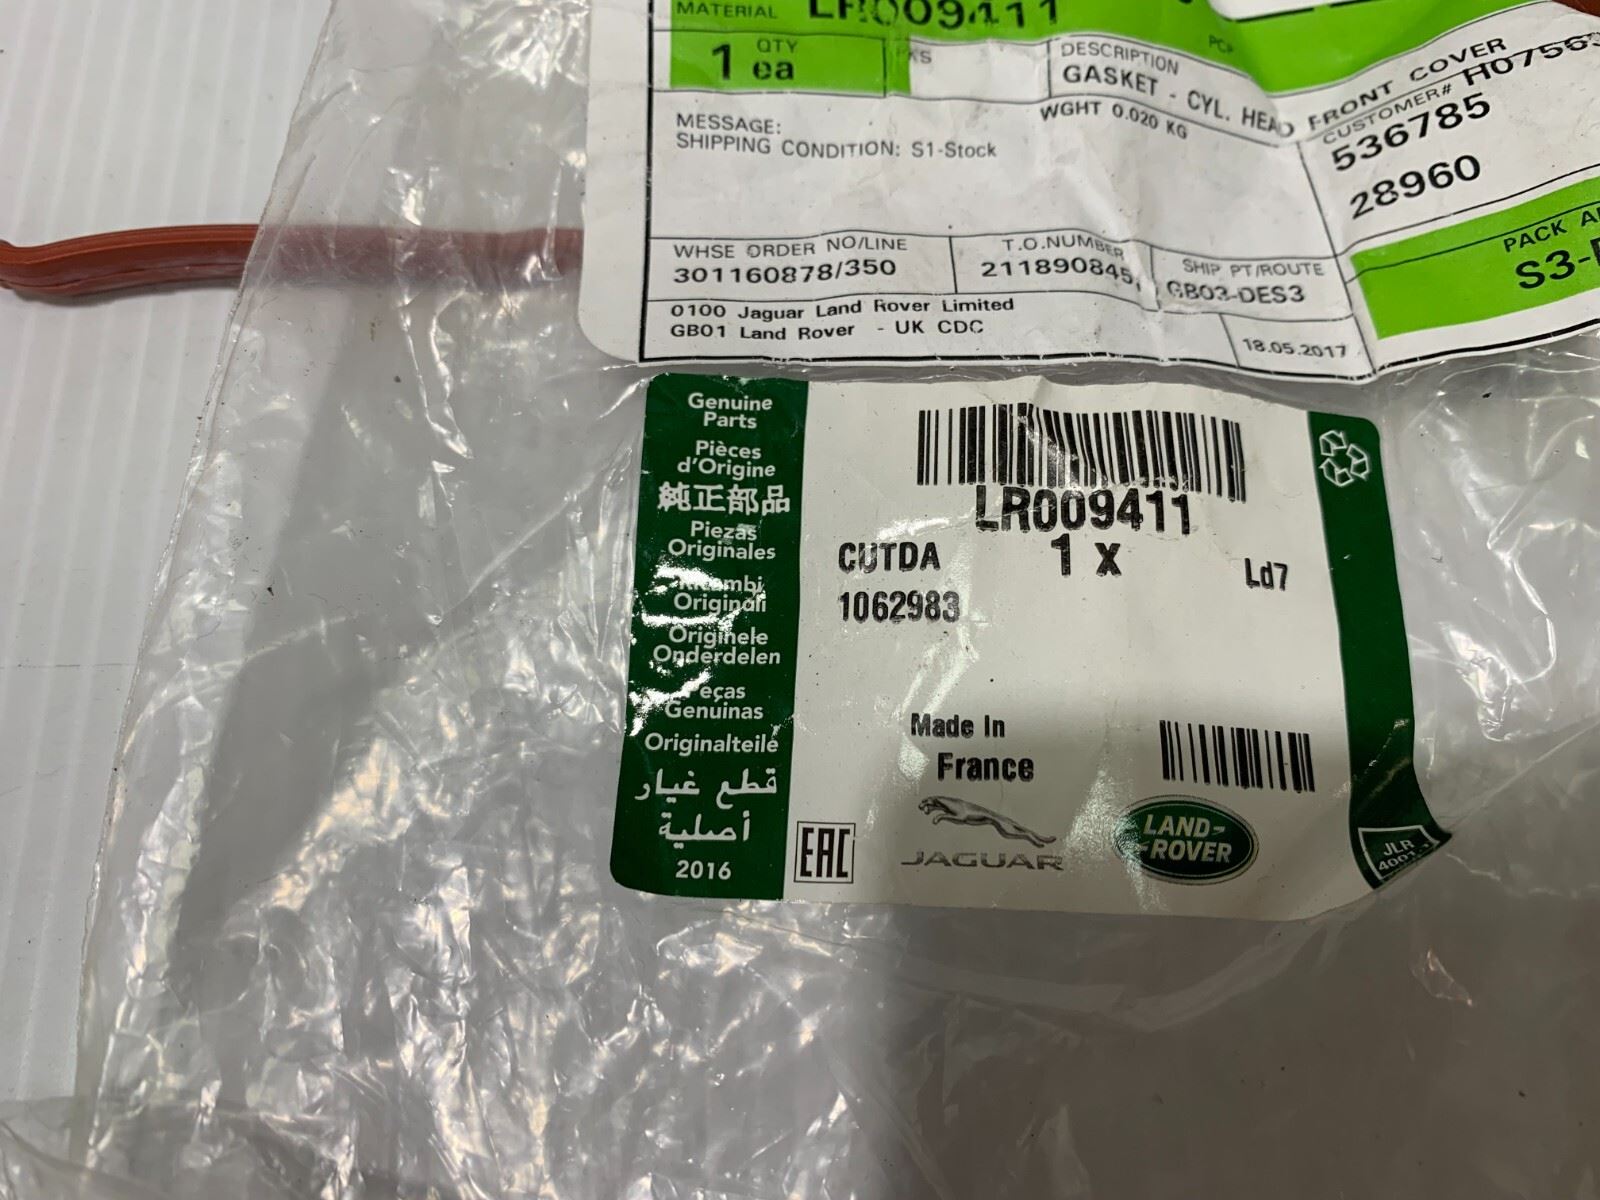 MATERIAL LR009411
QTY
1 ea
DESCRIPTION
GASKET - CYL. HEAD FRONT COVER
WGHT 0.020 KG
CUSTOMER#
536785
28960
MESSAGE:
SHIPPING CONDITION: S1-Stock
WHSE ORDER NO/LINE
301160878/350
T.O.NUMBER
211890845,
SHIP PT/ROUTE
GB03-DES3
0100 Jaguar Land Rover Limited
GB01 Land Rover - UK CDC
18.05.2017
PACK
Genuine
Parts
Pièces
d'Origine
純正部品
Piezas
Originales
Ricambi
Originali
Originele
Onderdelen
Peças
Genuinas
Originalteile
قطع غيار
أصلية
2016
LR009411
1 x
CUTDA
1062983
Ld7
Made In
France
EAC
JAGUAR
LAND-
-ROVER
JLR